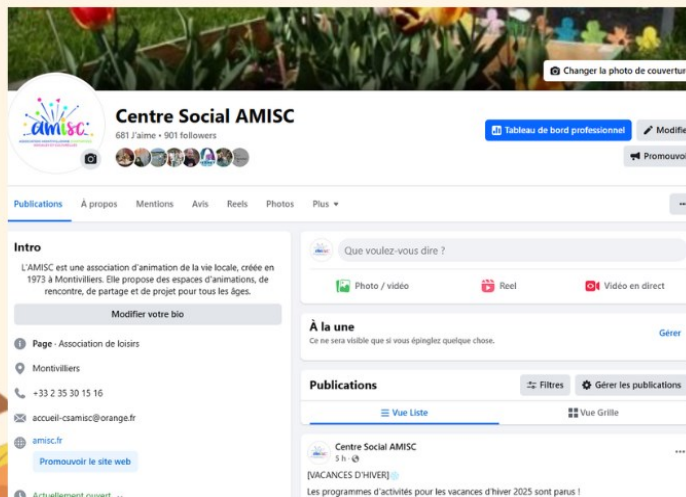 Changer la photo de couverture
amisc
Centre Social AMISC
681 J'aime • 901 followers
Tableau de bord professionnel
Modifie
Promouvoi
Publications
À propos
Mentions
Avis
Reels
Photos
Plus
Intro
L'AMISC est une association d'animation de la vie locale, créée en
1973 à Montivilliers. Elle propose des espaces d'animations, de
rencontre, de partage et de projet pour tous les âges.
Modifier votre bio
Page · Association de loisirs
Montivilliers
+33 2 35 30 15 16
accueil-csamisc@orange.fr
amisc.fr
Promouvoir le site web
Actuellement ouvert
Que voulez-vous dire ?
Photo / vidéo
Reel
Vidéo en direct
À la une
Ce ne sera visible que si vous épinglez quelque chose.
Gérer
Publications
Filtres
Gérer les publications
Vue Liste
Vue Grille
Centre Social AMISC
5 h ·
[VACANCES D'HIVER]
Les programmes d'activités pour les vacances d'hiver 2025 sont parus !